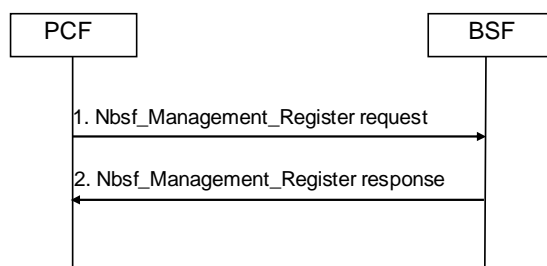 PCF
BSF
1. Nbsf_Management_Register request
2. Nbsf_Management_Register response